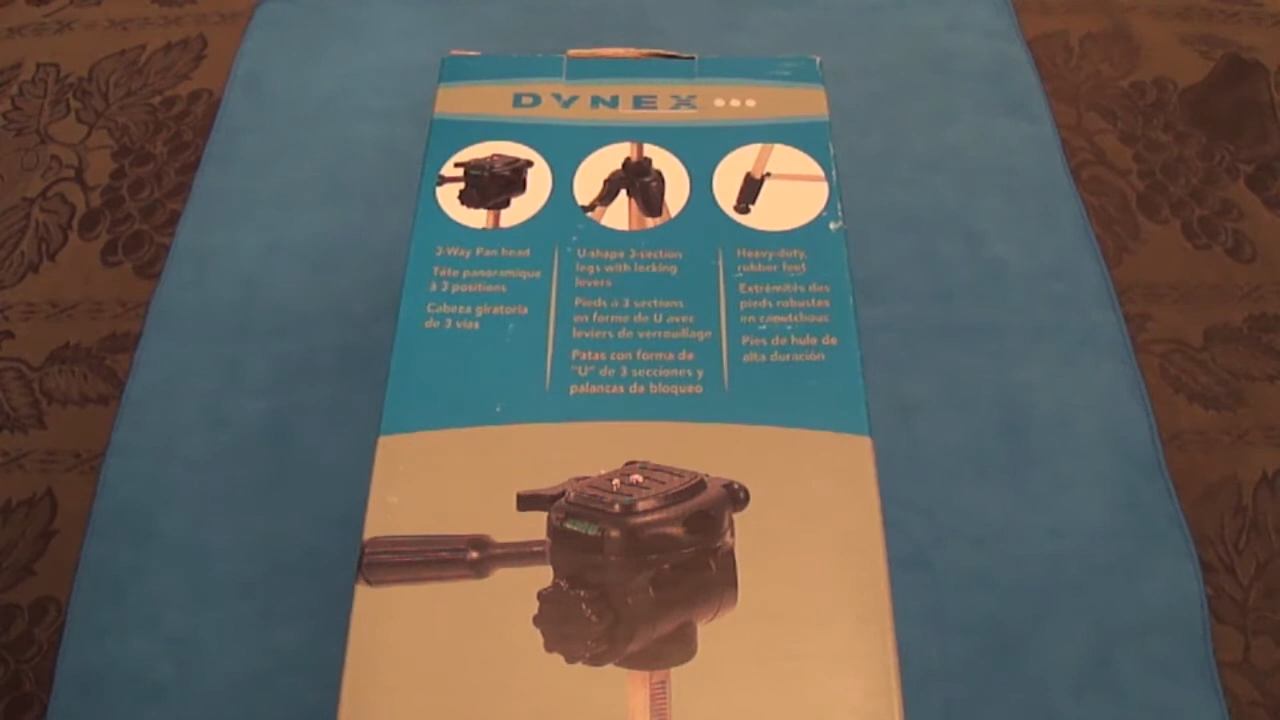 DYNEX
3-Way Pan head
Tête panoramique
à 3 positions
Cabeza giratoria
de 3 vías
U-shape 3-section
legs with locking
levers
Pieds à 3 sections
en forme de U avec
leviers de verrouillage
Patas con forma de
"U" de 3 secciones y
palanzas de bloqueo
Heavy-duty,
rubber feet
Extrémités des
pieds robustes
en caoutchouc
Pies de hule de
alta duración